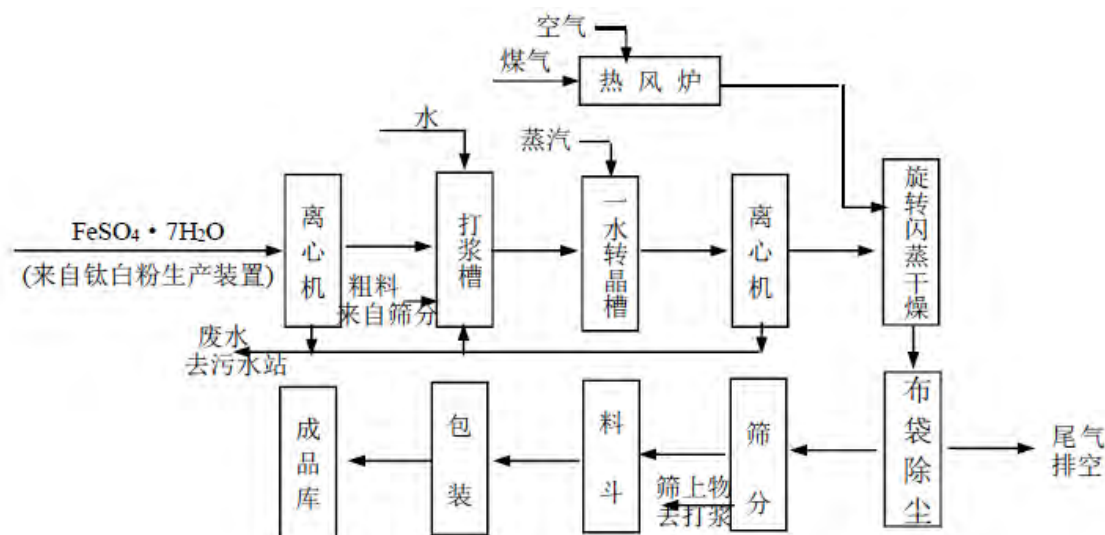 空气
煤气
热风炉
水
蒸汽
FeSO₄・7H₂O
(来自钛白粉生产装置)
离心机
打浆槽
一水转晶槽
离心机
旋转闪蒸干燥
粗料
来自筛分
废水
去污水站
成品库
包装
料斗
筛分
布袋除尘
尾气
排空
筛上物
去打浆